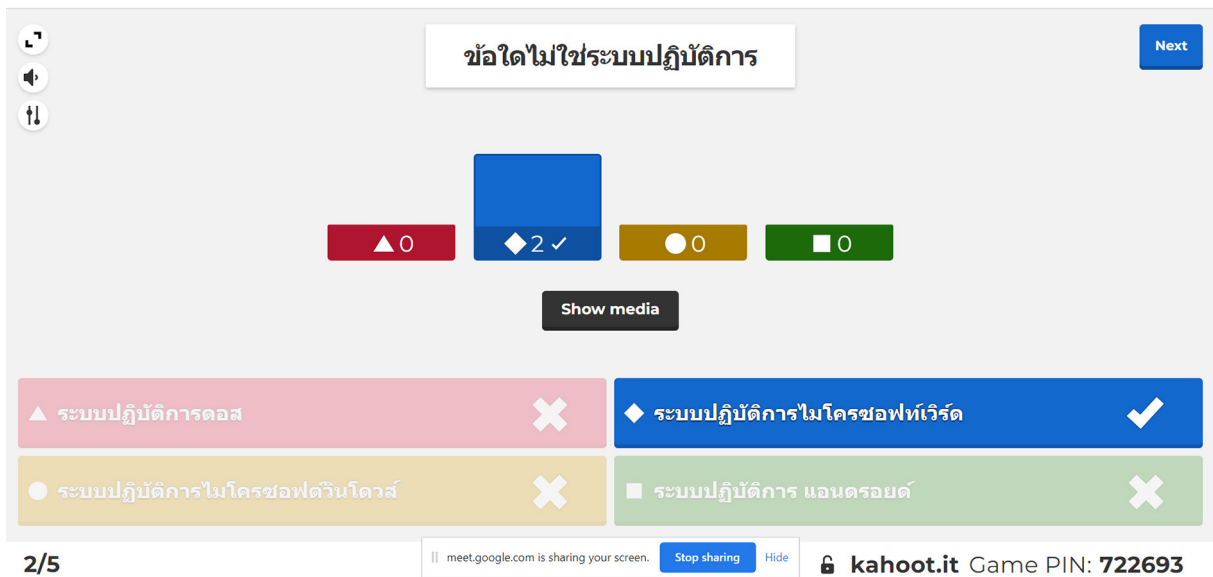 ข้อใดไม่ใช่ระบบปฏิบัติการ
Next
0
2
0
0
Show media
ระบบปฏิบัติการดอส
ระบบปฏิบัติการไมโครซอฟท์เวิร์ด
ระบบปฏิบัติการไมโครซอฟต์วินโดวส์
ระบบปฏิบัติการ แอนดรอยด์
2/5
meet.google.com is sharing your screen.
Stop sharing
Hide
kahoot.it Game PIN: 722693